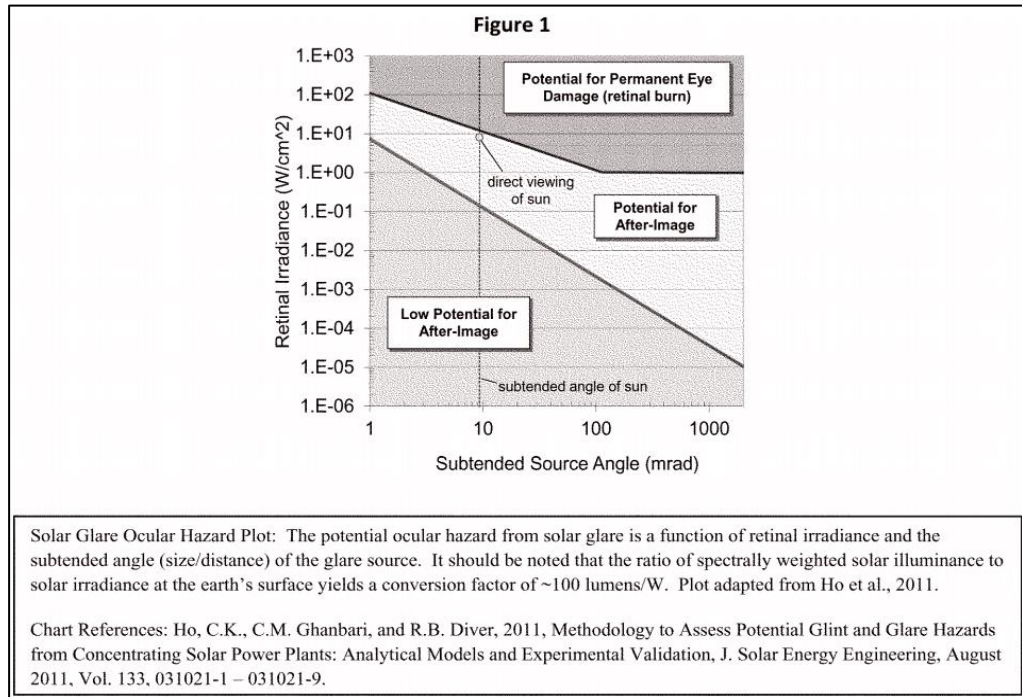 Figure 1
1.E+03
1.E+02
1.E+01
1.E+00
1.E-01
1.E-02
1.E-03
1.E-04
1.E-05
1.E-06
Retinal Irradiance (W/cm^2)
Potential for Permanent Eye
Damage (retinal burn)
direct viewing
of sun
Potential for
After-Image
Low Potential for
After-Image
subtended angle of sun
1
10
100
1000
Subtended Source Angle (mrad)
Solar Glare Ocular Hazard Plot: The potential ocular hazard from solar glare is a function of retinal irradiance and the
subtended angle (size/distance) of the glare source. It should be noted that the ratio of spectrally weighted solar illuminance to
solar irradiance at the earth's surface yields a conversion factor of ~100 lumens/W. Plot adapted from Ho et al., 2011.
Chart References: Ho, C.K., C.M. Ghanbari, and R.B. Diver, 2011, Methodology to Assess Potential Glint and Glare Hazards
from Concentrating Solar Power Plants: Analytical Models and Experimental Validation, J. Solar Energy Engineering, August
2011, Vol. 133, 031021-1 – 031021-9.